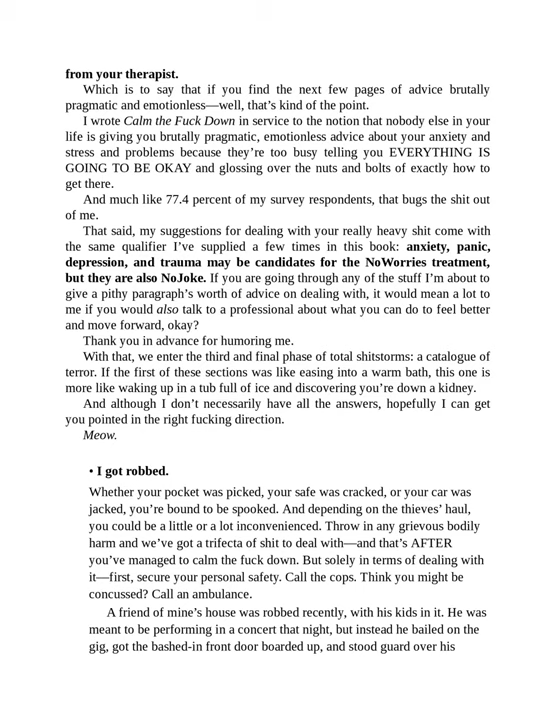 from your therapist.
Which is to say that if you find the next few pages of advice brutally
pragmatic and emotionless—well, that’s kind of the point.
I wrote Calm the Fuck Down in service to the notion that nobody else in your
life is giving you brutally pragmatic, emotionless advice about your anxiety and
stress and problems because they’re too busy telling you EVERYTHING IS
GOING TO BE OKAY and glossing over the nuts and bolts of exactly how to
get there.
And much like 77.4 percent of my survey respondents, that bugs the shit out
of me.
That said, my suggestions for dealing with your really heavy shit come with
the same qualifier I’ve supplied a few times in this book: anxiety, panic,
depression, and trauma may be candidates for the NoWorries treatment,
but they are also NoJoke. If you are going through any of the stuff I’m about to
give a pithy paragraph’s worth of advice on dealing with, it would mean a lot to
me if you would also talk to a professional about what you can do to feel better
and move forward, okay?
Thank you in advance for humoring me.
With that, we enter the third and final phase of total shitstorms: a catalogue of
terror. If the first of these sections was like easing into a warm bath, this one is
more like waking up in a tub full of ice and discovering you’re down a kidney.
And although I don’t necessarily have all the answers, hopefully I can get
you pointed in the right fucking direction.
Meow.
• I got robbed.
Whether your pocket was picked, your safe was cracked, or your car was
jacked, you’re bound to be spooked. And depending on the thieves’ haul,
you could be a little or a lot inconvenienced. Throw in any grievous bodily
harm and we’ve got a trifecta of shit to deal with—and that’s AFTER
you’ve managed to calm the fuck down. But solely in terms of dealing with
it—first, secure your personal safety. Call the cops. Think you might be
concussed? Call an ambulance.
A friend of mine’s house was robbed recently, with his kids in it. He was
meant to be performing in a concert that night, but instead he bailed on the
gig, got the bashed-in front door boarded up, and stood guard over his